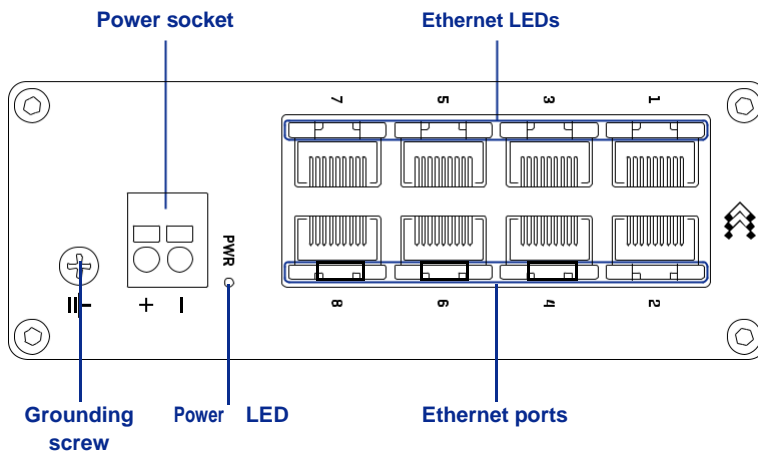 Power socket
Ethernet LEDs
7 5 3 1
PWR
+ −
8 6 4 2
Grounding
screw
Power LED
Ethernet ports